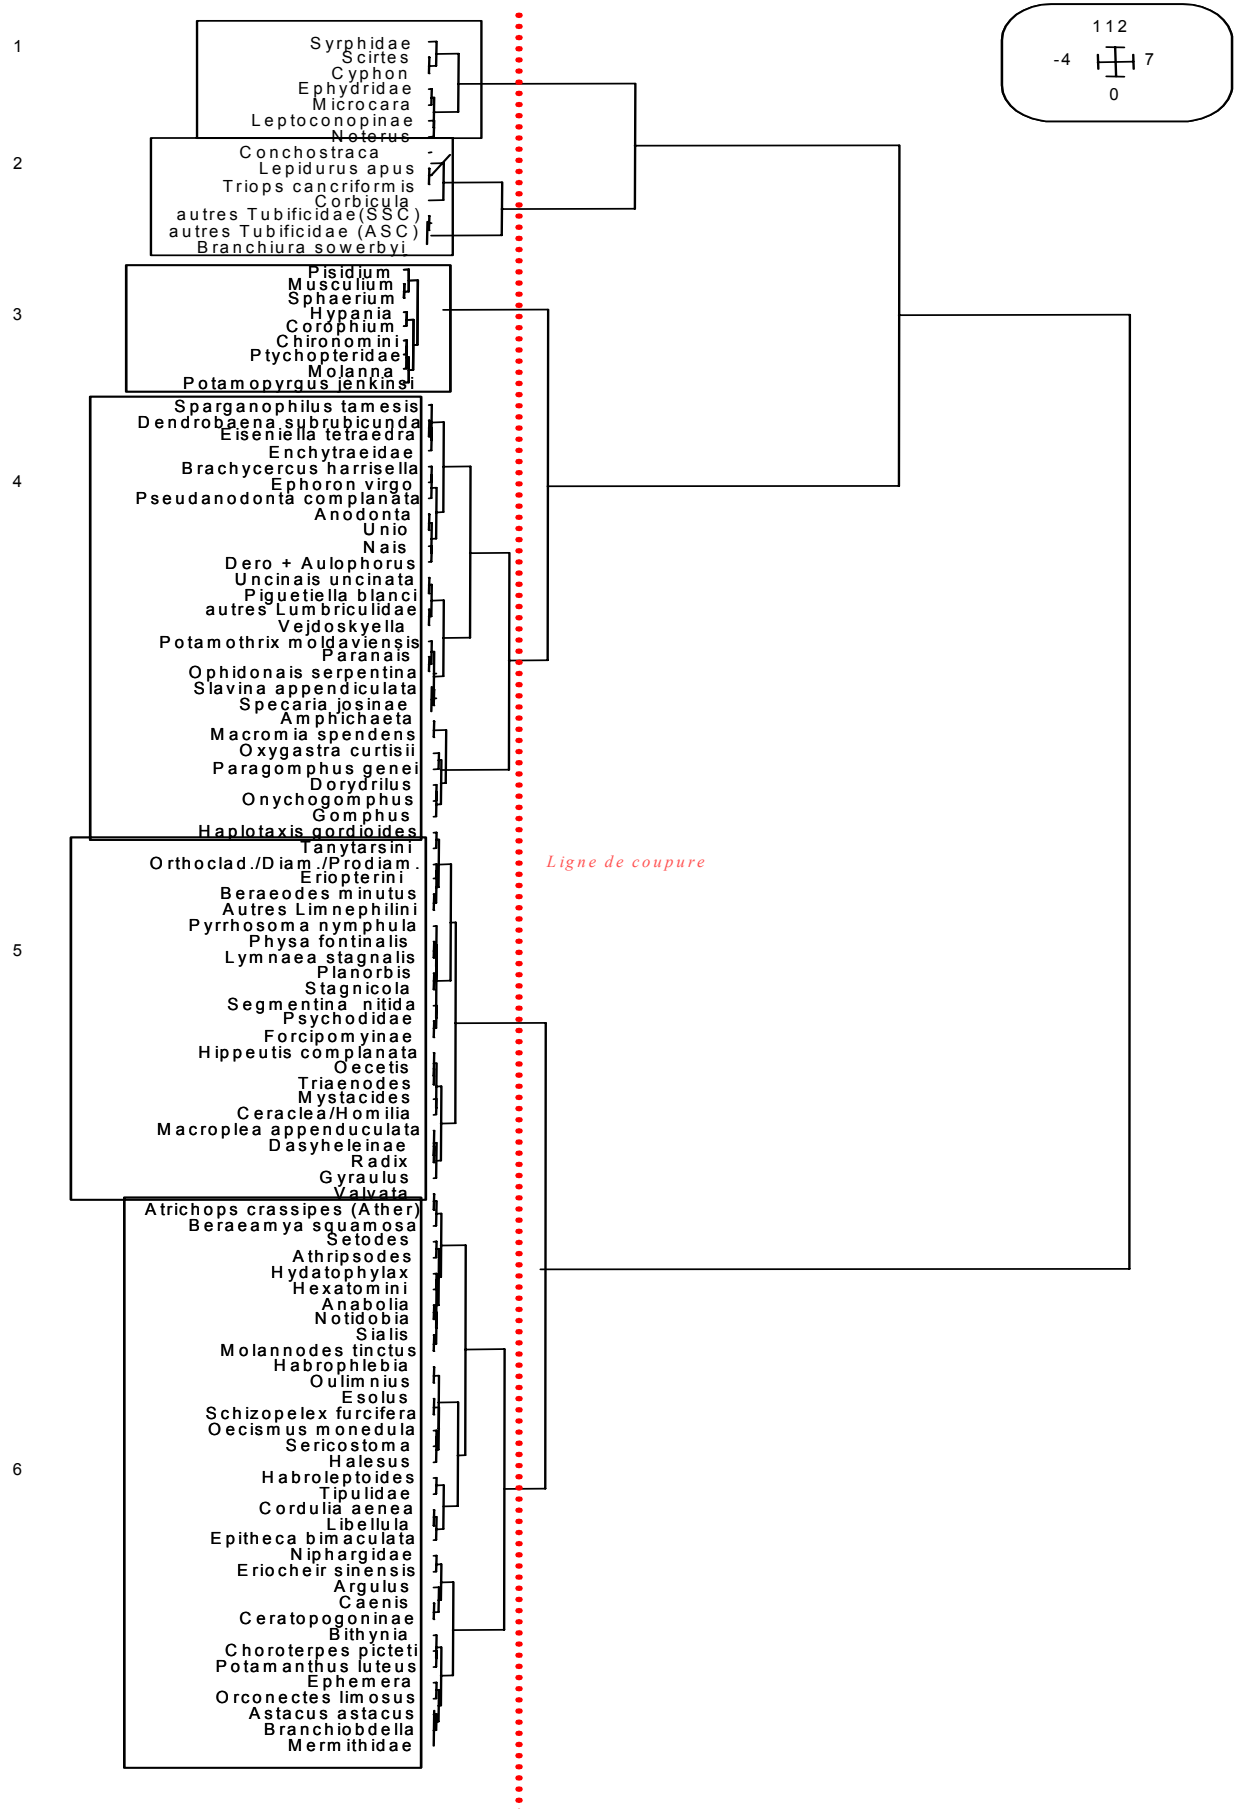 112
-4 7
0
1
Syrphidae
Scirtes
Cyphon
Ephydridae
Microcara
Leptoconopinae
Noterus
2
Conchostraca
Lepidurus apus
Triops cancriformis
Corbicula
autres Tubificidae(SSC)
autres Tubificidae (ASC)
Branchiura sowerbyi
3
Pisidium
Musculium
Sphaerium
Hypania
Corophium
Chironomini
Ptychopteridae
Molanna
Potamopyrgus jenkinsi
4
Sparganophilus tamesis
Dendrobaena subrubicunda
Eiseniella tetraedra
Enchytraeidae
Brachycercus harrisella
Ephoron virgo
Pseudanodonta complanata
Anodonta
Unio
Nais
Dero + Aulophorus
Uncinais uncinata
Piguetiella blanci
autres Lumbriculidae
Vejdoskyella
Potamothrix moldaviensis
Paranais
Ophidonais serpentina
Slavina appendiculata
Specaria josinae
Amphichaeta
Macromia spendens
Oxygastra curtisii
Paragomphus genei
Dorydrilus
Onychogomphus
Gomphus
Haplotaxis gordioides
5
Tanytarsini
Orthoclad./Diam./Prodiam.
Eriopterini
Beraeodes minutus
Autres Limnephilini
Pyrrhosoma nymphula
Physa fontinalis
Lymnaea stagnalis
Planorbis
Stagnicola
Segmentina nitida
Psychodidae
Forcipomyinae
Hippeutis complanata
Oecetis
Triaenodes
Mystacides
Ceraclea/Homilia
Macroplea appenduculata
Dasyheleinae
Radix
Gyraulus
Valvata
Ligne de coupure
6
Atrichops crassipes (Ather)
Beraeamya squamosa
Setodes
Athripsodes
Hydatophylax
Hexatomini
Anabolia
Notidobia
Sialis
Molannodes tinctus
Habrophlebia
Oulimnius
Esolus
Schizopelex furcifera
Oecismus monedula
Sericostoma
Halesus
Habroleptoides
Tipulidae
Cordulia aenea
Libellula
Epitheca bimaculata
Niphargidae
Eriocheir sinensis
Argulus
Caenis
Ceratopogoninae
Bithynia
Choroterpes picteti
Potamanthus luteus
Ephemera
Orconectes limosus
Astacus astacus
Branchiobdella
Mermithidae